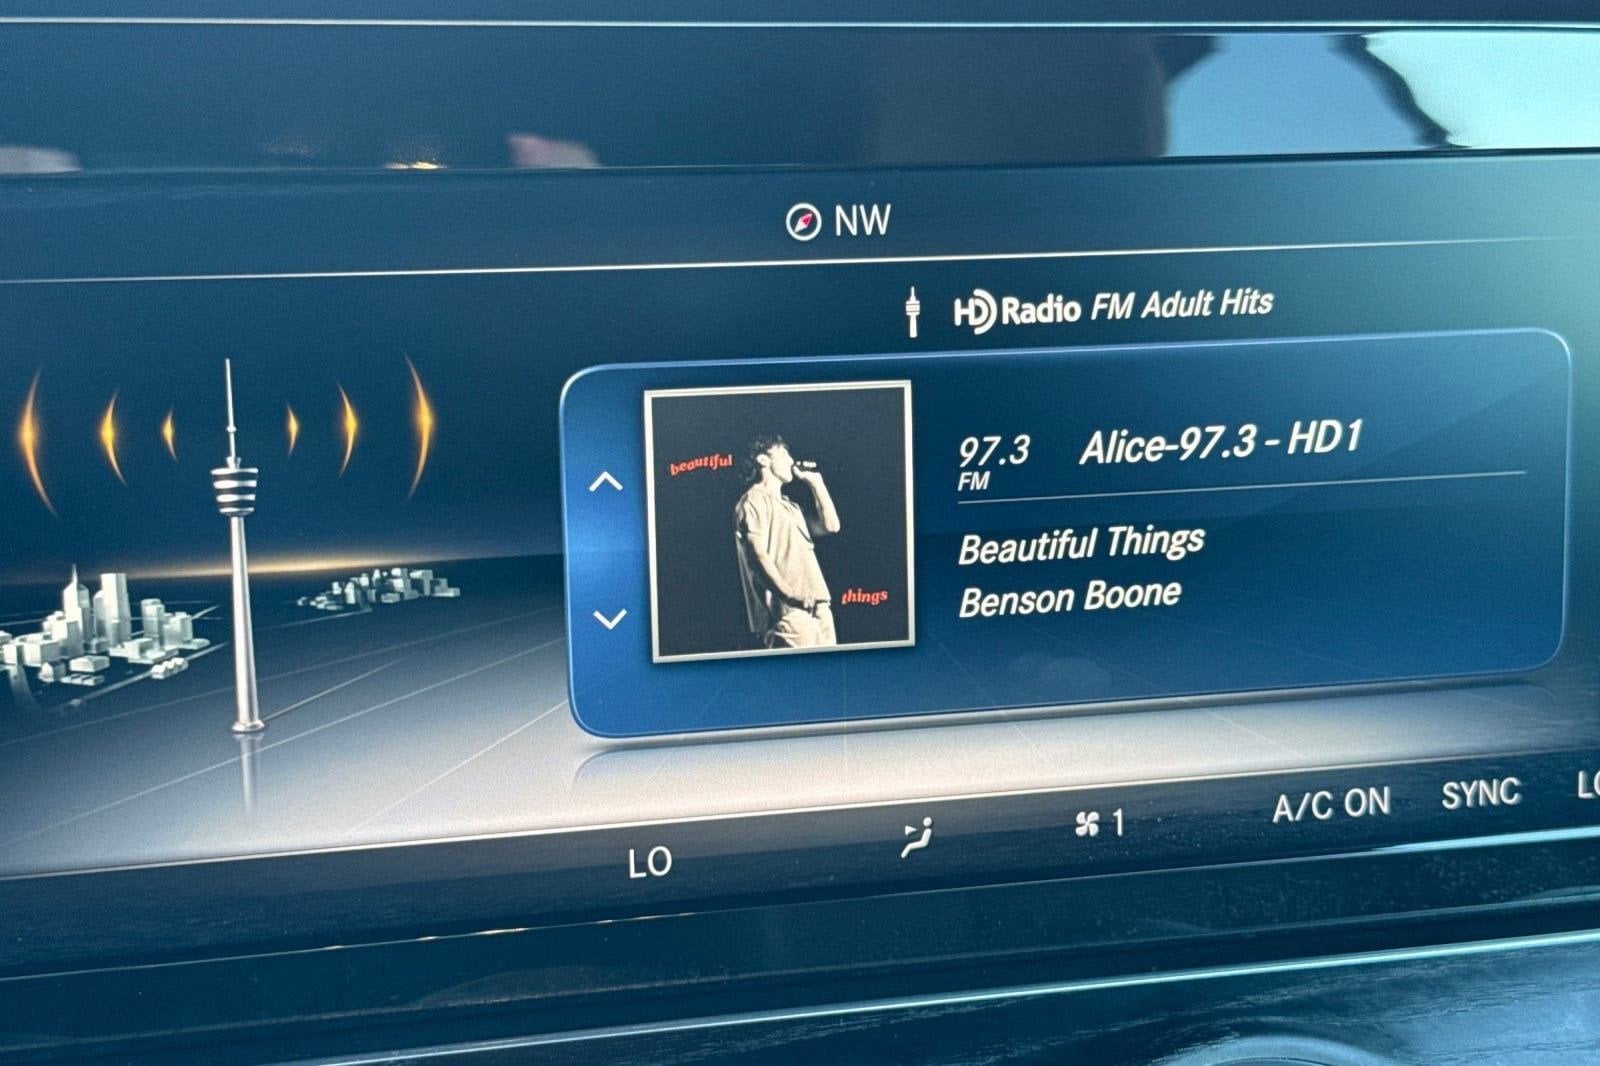 NW
HD Radio FM Adult Hits
beautiful
things
97.3 Alice-97.3 - HD1
FM
Beautiful Things
Benson Boone
LO 1 A/C ON SYNC